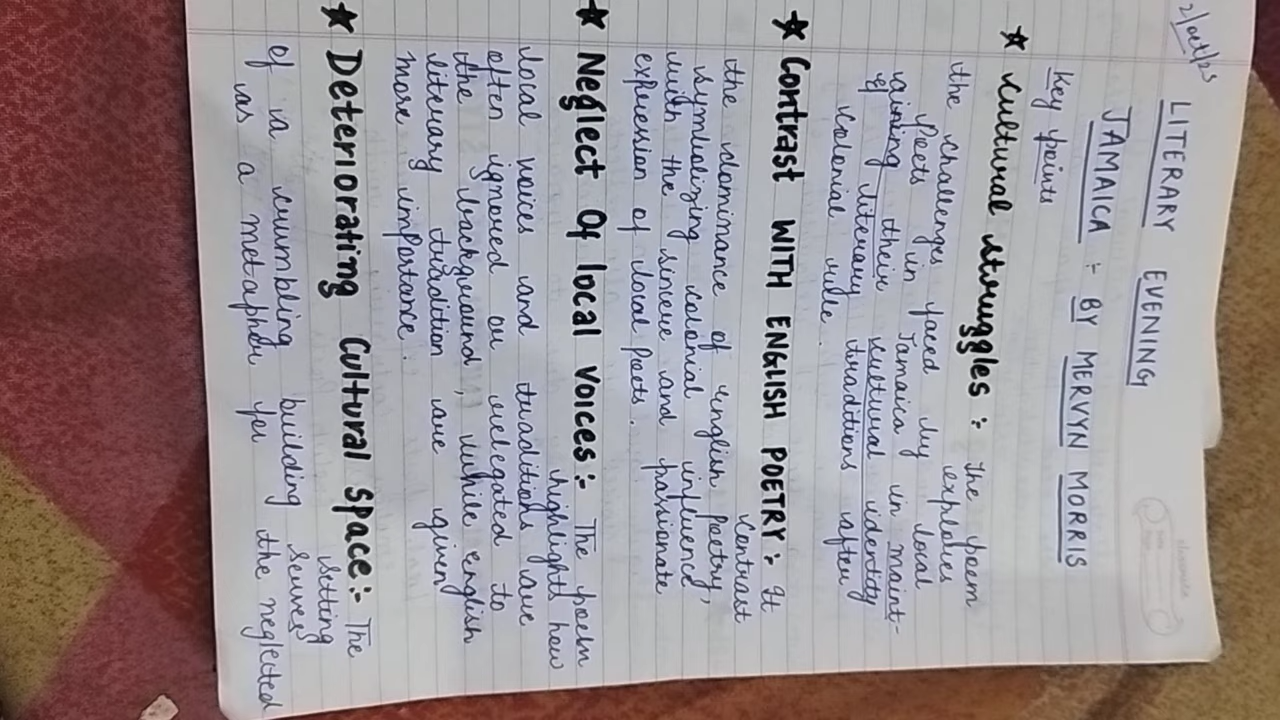 2/oct/25
LITERARY EVENING
JAMAICA :- BY MERVYN MORRIS
Key points
★ Cultural struggles :- The poem explores
the challenges faced by local
Poets in Jamaica in maint-
aining their cultural identity
of literary traditions after
colonial rule.
★ Contrast WITH ENGLISH POETRY :- It contrast
the dominance of English Poetry,
symbolizing colonial influence
with the sincere and passionate
expression of local Poets.
★ Neglect Of local Voices :- The poem highlight how
local voices and traditions are
often ignored or relegated to
the background, while english
literary tradition are given
more importance.
★ Deteriorating Cultural Space :- The setting
of a crumbling building serves
as a metaphor for the neglected